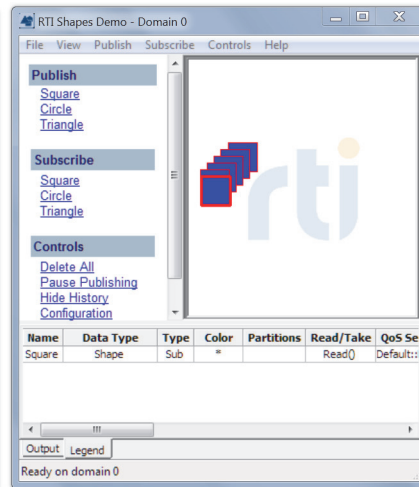 RTI Shapes Demo - Domain 0
File View Publish Subscribe Controls Help
Publish
Square
Circle
Triangle
Subscribe
Square
Circle
Triangle
Controls
Delete All
Pause Publishing
Hide History
Configuration
rti
Name Data Type Type Color Partitions Read/Take QoS Se
Square Shape Sub * Read() Default::
Output Legend
Ready on domain 0